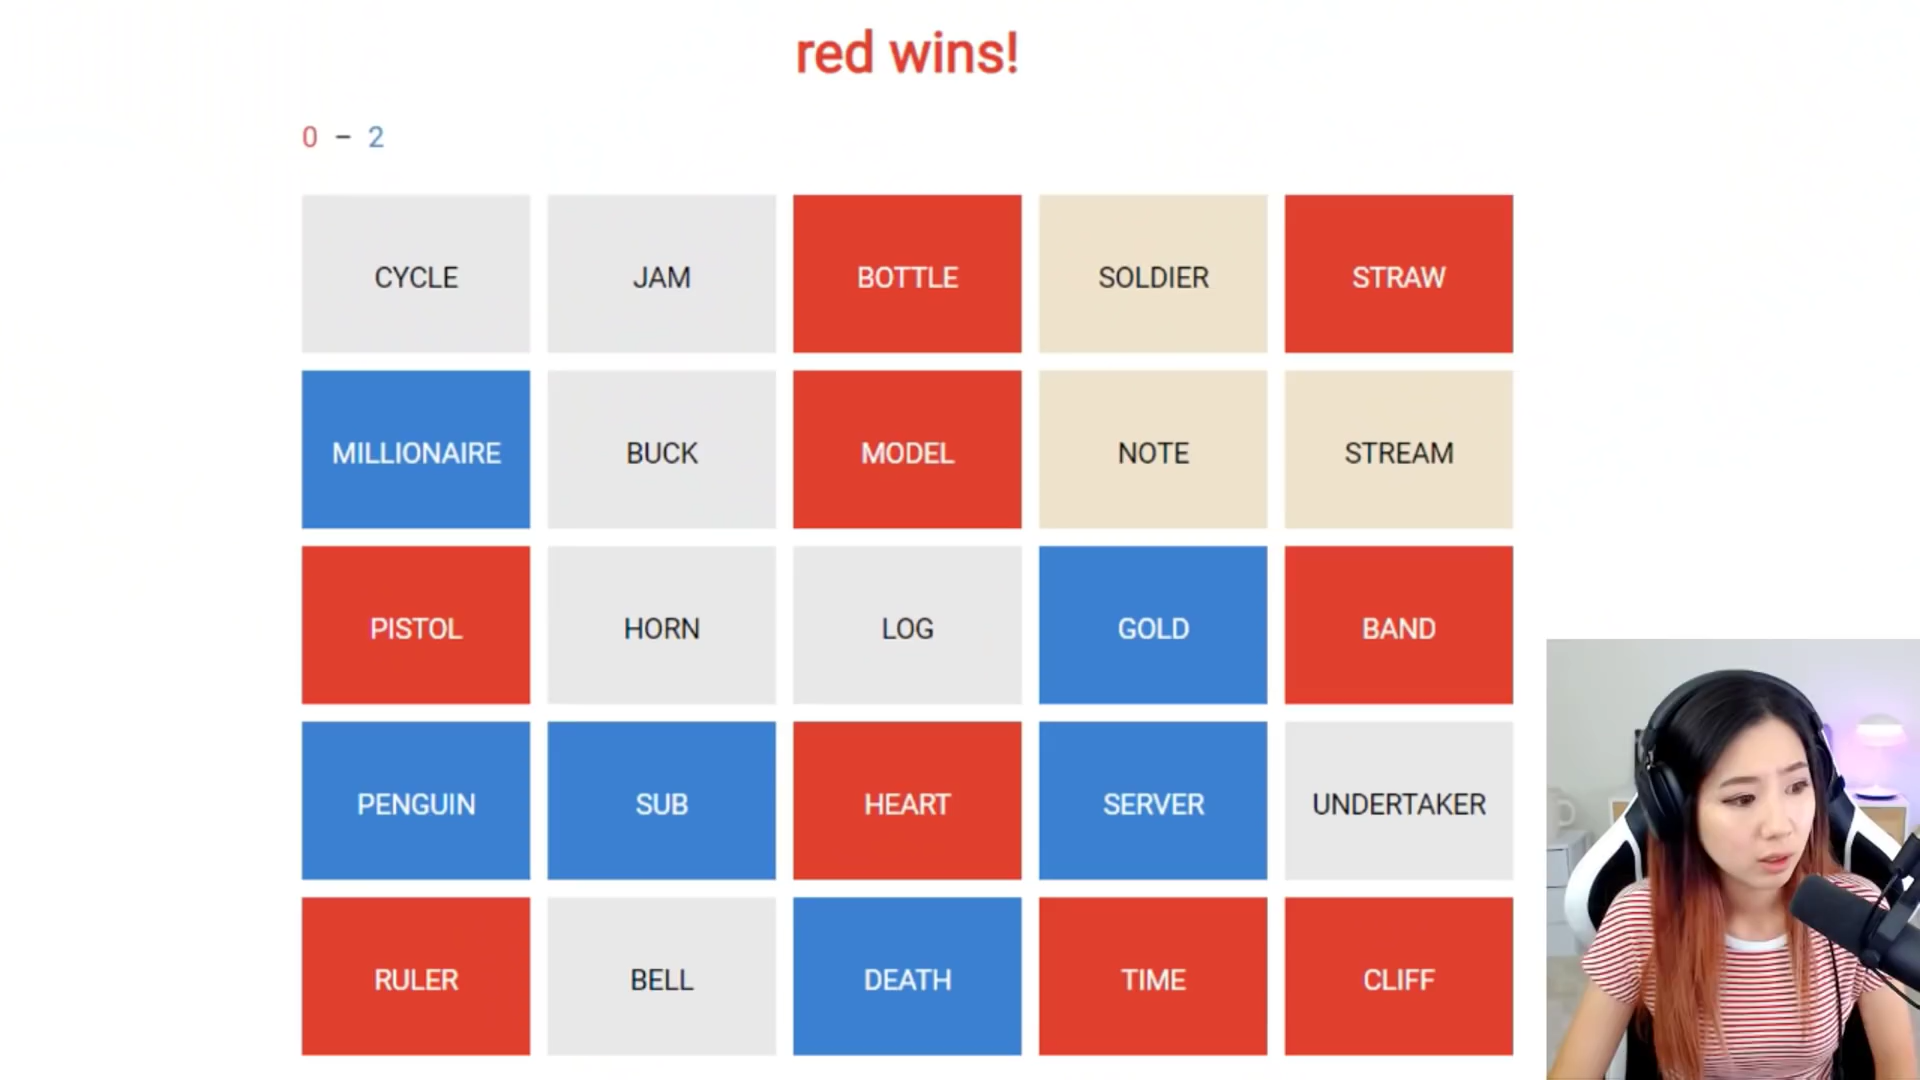 red wins!
0 – 2
CYCLE JAM BOTTLE SOLDIER STRAW
MILLIONAIRE BUCK MODEL NOTE STREAM
PISTOL HORN LOG GOLD BAND
PENGUIN SUB HEART SERVER UNDERTAKER
RULER BELL DEATH TIME CLIFF